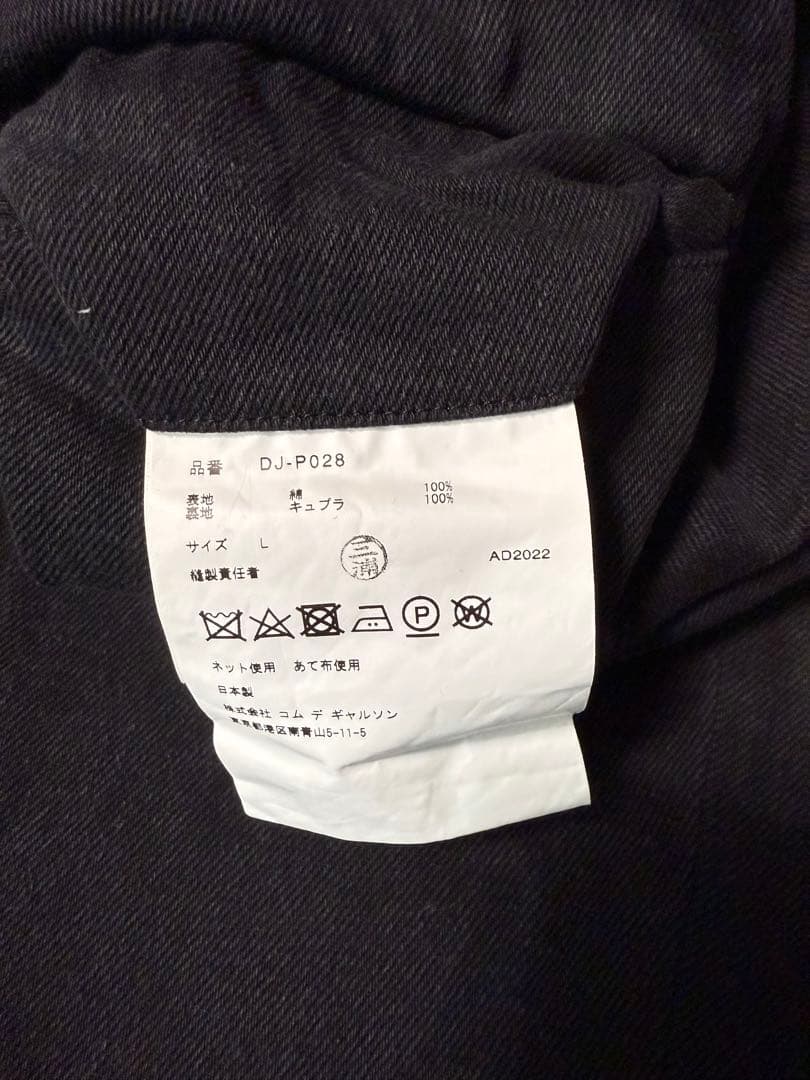 品番 DJ-P028
表地 綿 100%
裏地 キュプラ 100%
サイズ L
三浦
AD2022
縫製責任者
P
W
ネット使用 あて布使用
日本製
株式会社 コム デ ギャルソン
東京都港区南青山5-11-5